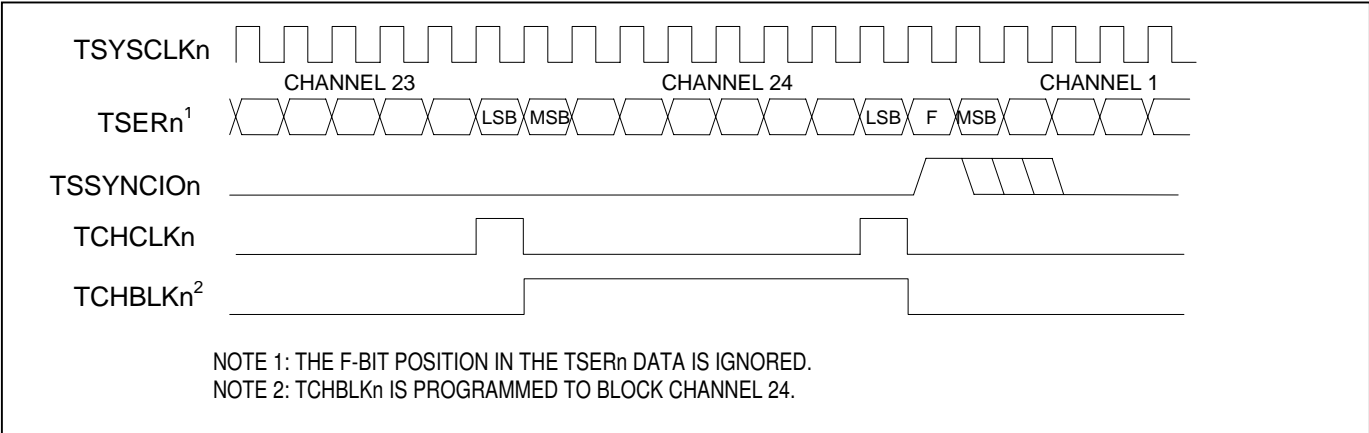 TSYSCLKn
CHANNEL 23 CHANNEL 24 CHANNEL 1
TSERn¹ LSB MSB LSB F MSB
TSSYNCIOn
TCHCLKn
TCHBLKn²
NOTE 1: THE F-BIT POSITION IN THE TSERn DATA IS IGNORED.
NOTE 2: TCHBLKn IS PROGRAMMED TO BLOCK CHANNEL 24.